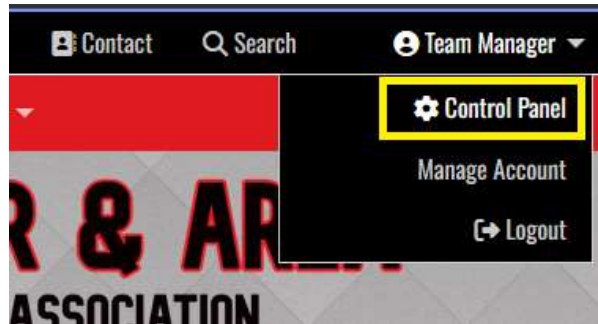 Contact Search Team Manager
Control Panel
Manage Account
Logout
R & AR
ASSOCIATION